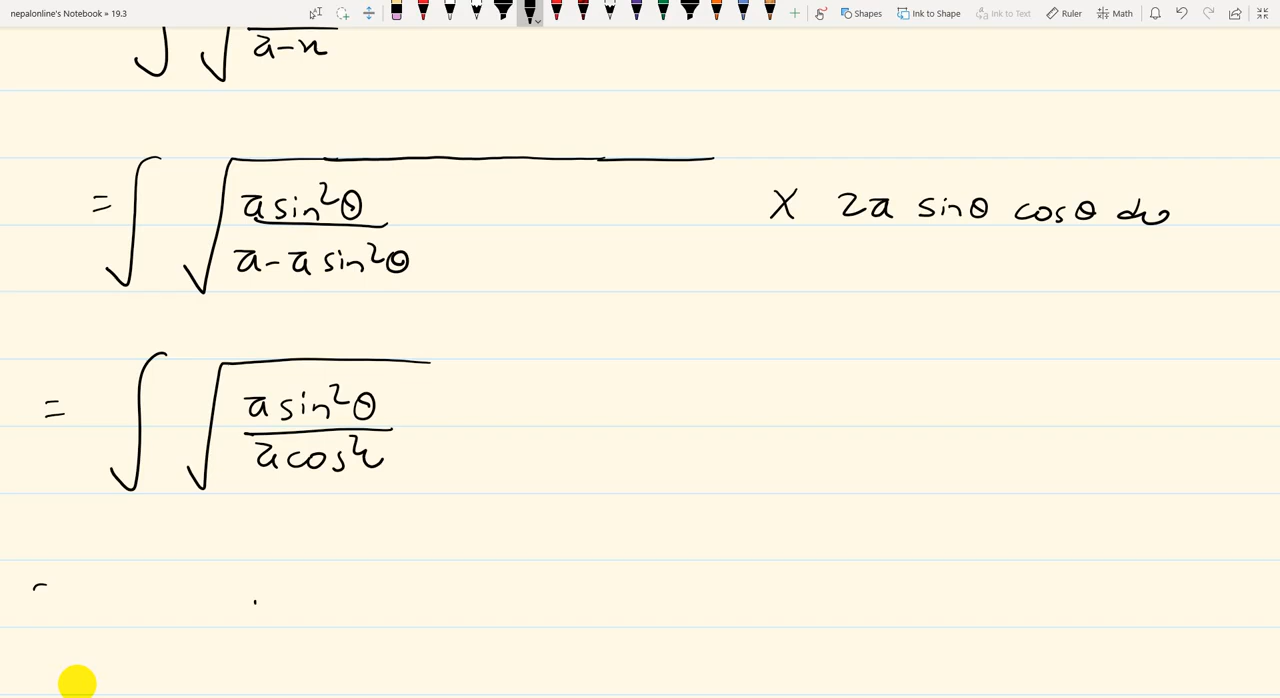 nepalonline's Notebook » 19.3
Shapes Ink to Shape Ink to Text Ruler Math
∫ √ a-x
= ∫ √ a sin²θ / a - a sin²θ × 2a sinθ cosθ dθ
= ∫ √ a sin²θ / a cos²